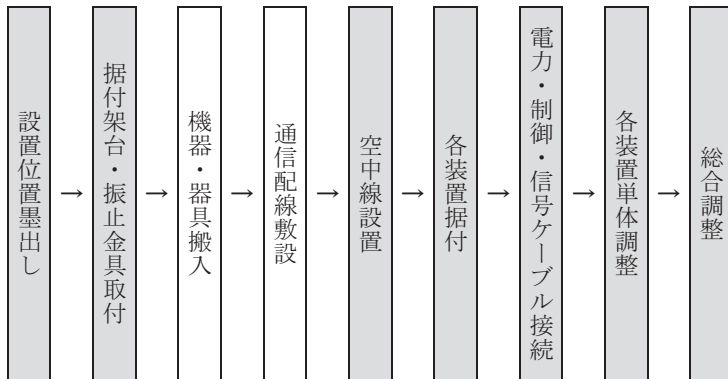 設置位置墨出し
→
据付架台・振止金具取付
→
機器・器具搬入
→
通信配線敷設
→
空中線設置
→
各装置据付
→
電力・制御・信号ケーブル接続
→
各装置単体調整
→
総合調整